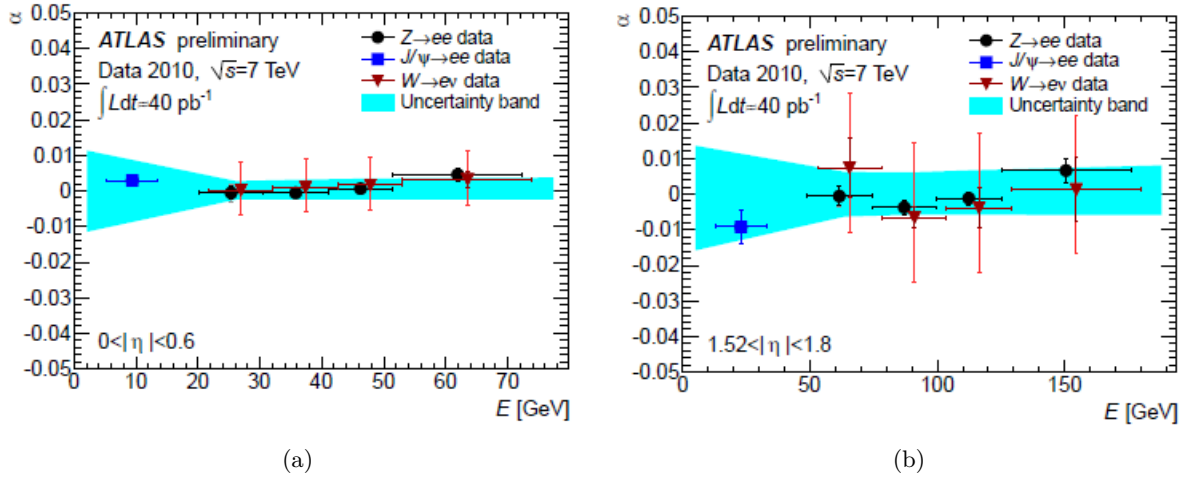 α
0.05
0.04
0.03
0.02
0.01
0
-0.01
-0.02
-0.03
-0.04
-0.05
ATLAS preliminary
Data 2010, √s=7 TeV
∫Ldt=40 pb⁻¹
Z→ee data
J/ψ→ee data
W→eν data
Uncertainty band
0<|η|<0.6
0 10 20 30 40 50 60 70
E [GeV]
(a)
α
0.05
0.04
0.03
0.02
0.01
0
-0.01
-0.02
-0.03
-0.04
-0.05
ATLAS preliminary
Data 2010, √s=7 TeV
∫Ldt=40 pb⁻¹
Z→ee data
J/ψ→ee data
W→eν data
Uncertainty band
1.52<|η|<1.8
0 50 100 150
E [GeV]
(b)